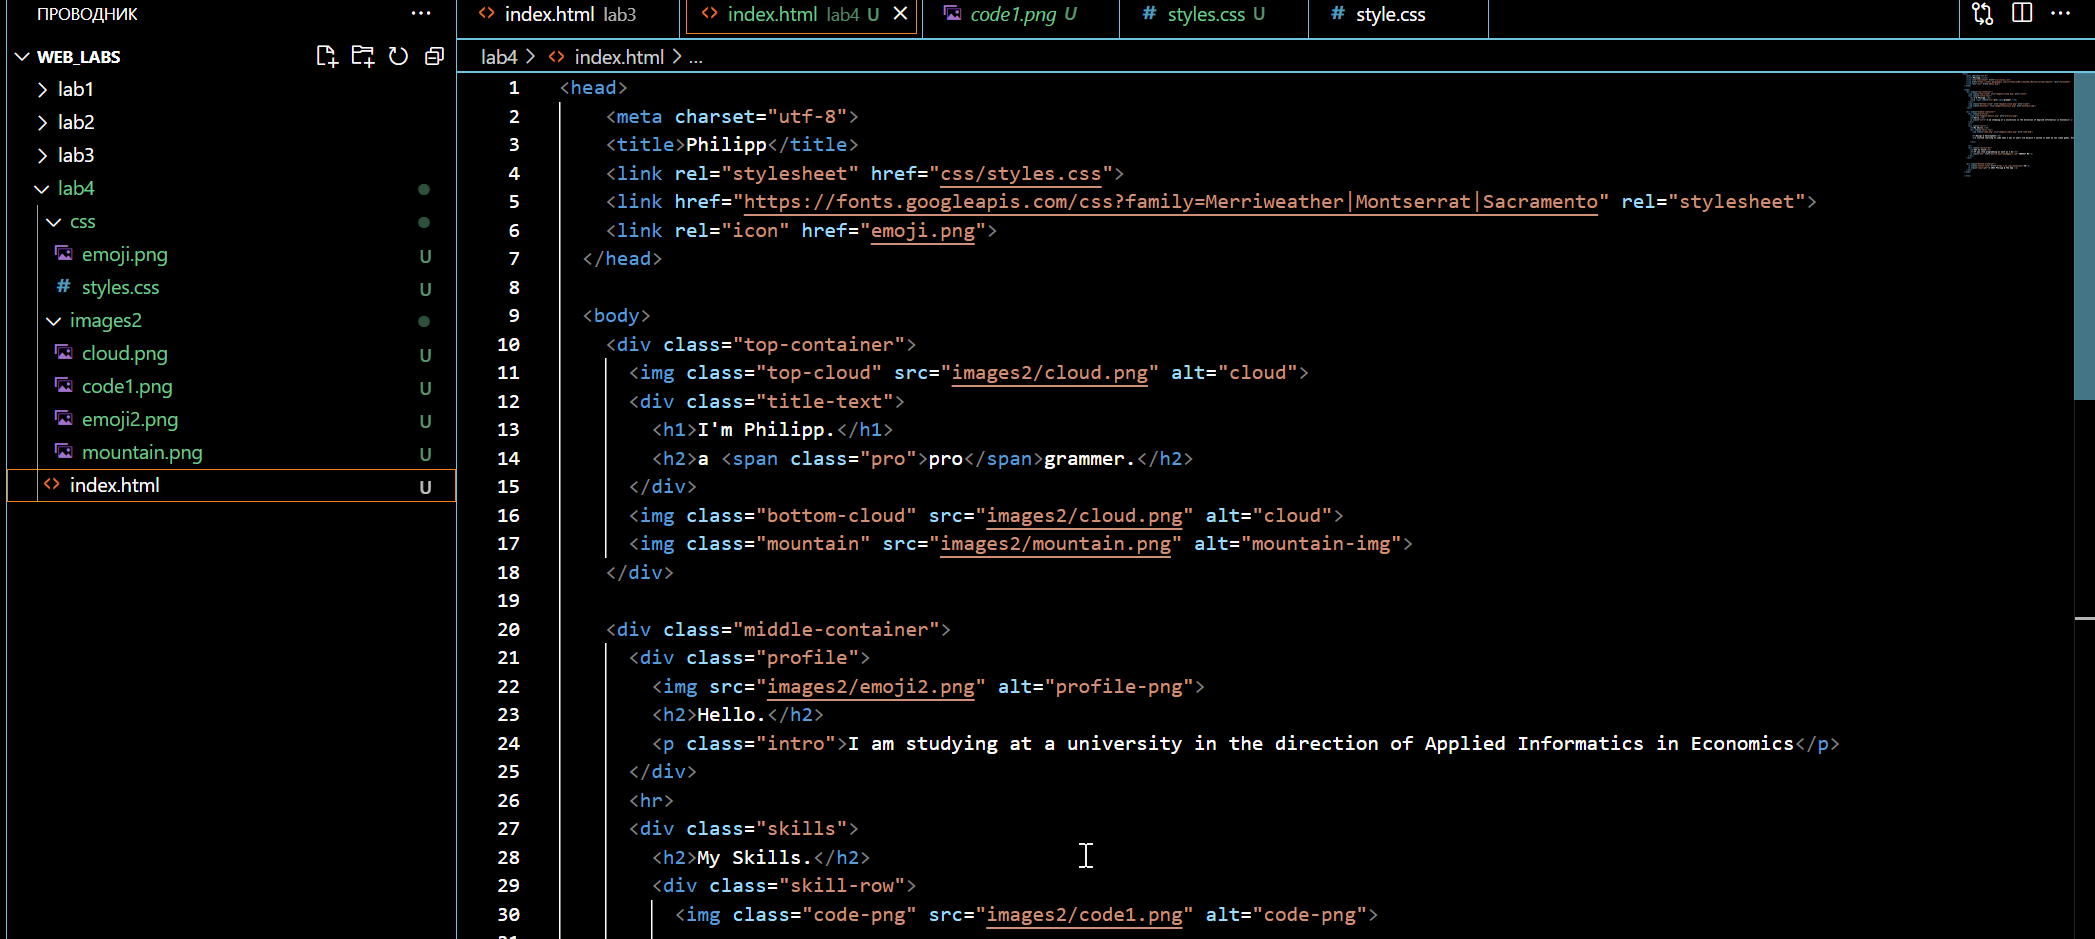 ПРОВОДНИК ...
WEB_LABS
lab1
lab2
lab3
lab4
css
emoji.png U
# styles.css U
images2
cloud.png U
code1.png U
emoji2.png U
mountain.png U
<> index.html U
<> index.html lab3
<> index.html lab4 U
code1.png U
# styles.css U
# style.css
...
lab4 > <> index.html > ...
1 <head>
2 <meta charset="utf-8">
3 <title>Philipp</title>
4 <link rel="stylesheet" href="css/styles.css">
5 <link href="https://fonts.googleapis.com/css?family=Merriweather|Montserrat|Sacramento" rel="stylesheet">
6 <link rel="icon" href="emoji.png">
7 </head>
8
9 <body>
10 <div class="top-container">
11 <img class="top-cloud" src="images2/cloud.png" alt="cloud">
12 <div class="title-text">
13 <h1>I'm Philipp.</h1>
14 <h2>a <span class="pro">pro</span>grammer.</h2>
15 </div>
16 <img class="bottom-cloud" src="images2/cloud.png" alt="cloud">
17 <img class="mountain" src="images2/mountain.png" alt="mountain-img">
18 </div>
19
20 <div class="middle-container">
21 <div class="profile">
22 <img src="images2/emoji2.png" alt="profile-png">
23 <h2>Hello.</h2>
24 <p class="intro">I am studying at a university in the direction of Applied Informatics in Economics</p>
25 </div>
26 <hr>
27 <div class="skills">
28 <h2>My Skills.</h2>
29 <div class="skill-row">
30 <img class="code-png" src="images2/code1.png" alt="code-png">